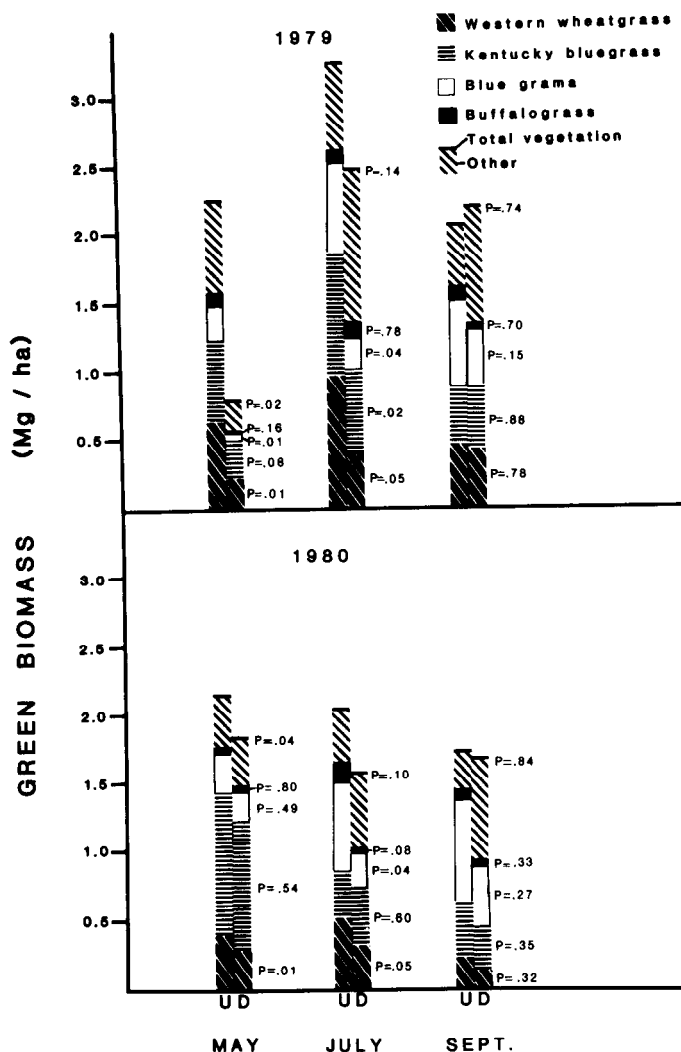 1979
Western wheatgrass
Kentucky bluegrass
Blue grama
Buffalograss
Total vegetation
Other
GREEN BIOMASS (Mg / ha)
3.0
2.5
2.0
1.5
1.0
0.5
P=.02
P=.16
P=.01
P=.08
P=.01
P=.14
P=.78
P=.04
P=.02
P=.05
P=.74
P=.70
P=.15
P=.88
P=.78
1980
3.0
2.5
2.0
1.5
1.0
0.5
P=.04
P=.80
P=.49
P=.54
P=.01
P=.10
P=.08
P=.04
P=.60
P=.05
P=.84
P=.33
P=.27
P=.35
P=.32
U D U D U D
MAY JULY SEPT.